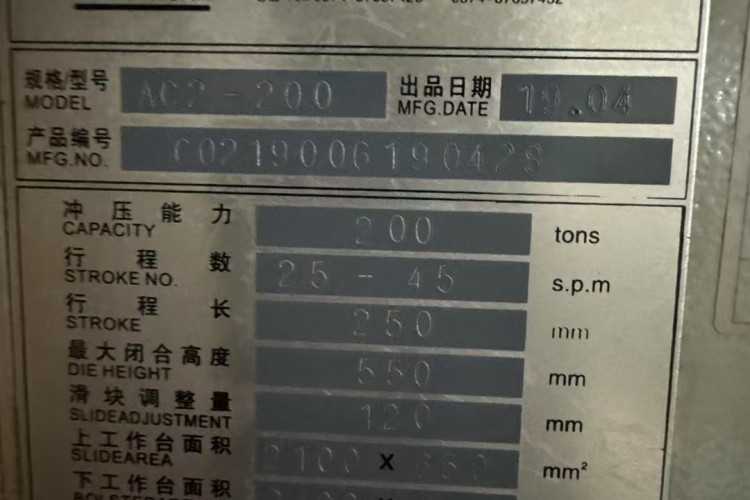 规格/型号 AC2-200 出品日期 19.04
MODEL MFG.DATE
产品编号 C0219006190428
MFG.NO.
冲压能力 200 tons
CAPACITY
行程数 25 - 45 s.p.m
STROKE NO.
行程长 250 mm
STROKE
最大闭合高度 550 mm
DIE HEIGHT
滑块调整量 120 mm
SLIDEADJUSTMENT
上工作台面积 2100 X 650 mm²
SLIDEAREA
下工作台面积